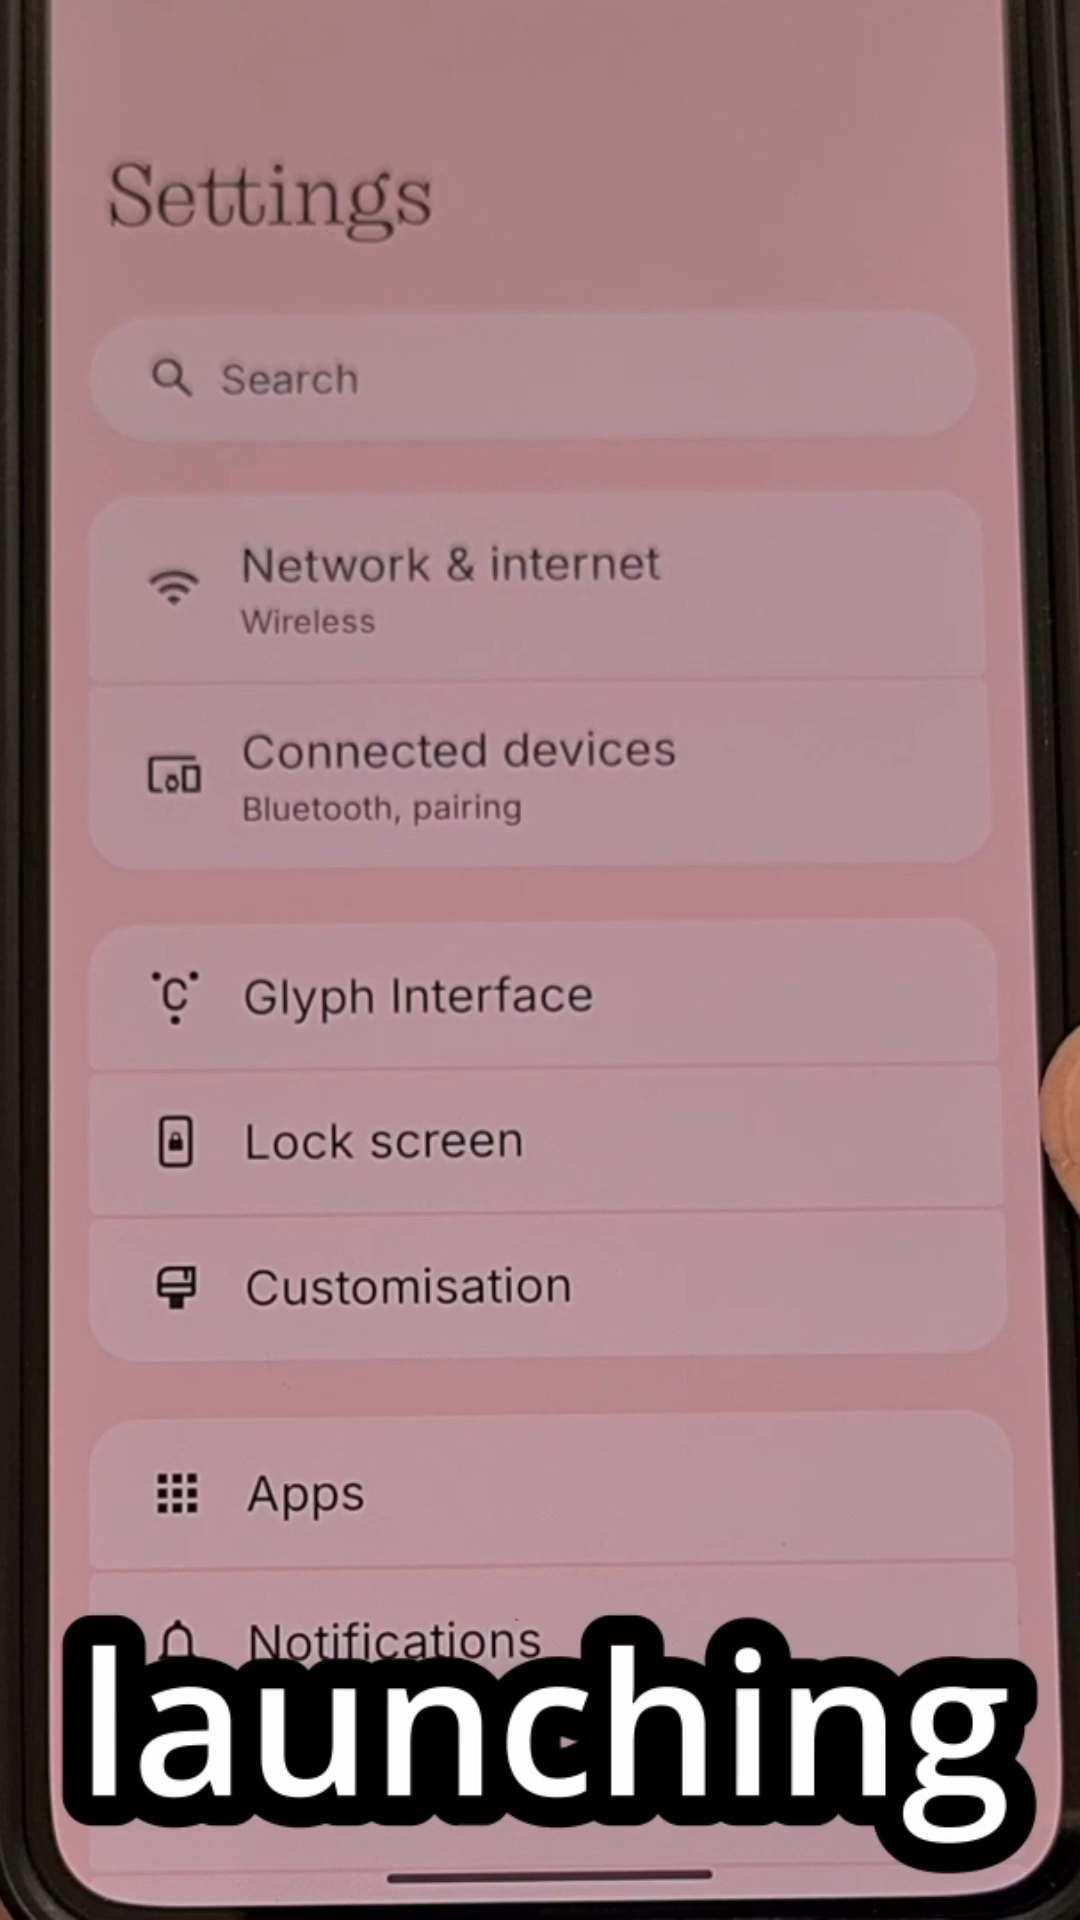 Settings
Search
Network & internet
Wireless
Connected devices
Bluetooth, pairing
Glyph Interface
Lock screen
Customisation
Apps
Notifications
launching